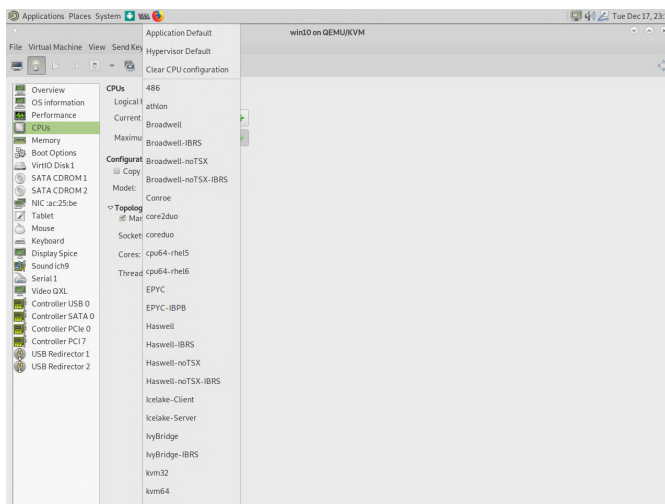 Applications Places System Tue Dec 17, 23:
win10 on QEMU/KVM
File Virtual Machine View Send Key
Overview
OS information
Performance
CPUs
Memory
Boot Options
VirtIO Disk 1
SATA CDROM 1
SATA CDROM 2
NIC :ac:25:be
Tablet
Mouse
Keyboard
Display Spice
Sound ich9
Serial 1
Video QXL
Controller USB 0
Controller SATA 0
Controller PCIe 0
Controller PCI 7
USB Redirector 1
USB Redirector 2
CPUs
Logical
Current
Maximu
Configurat
Copy
Model:
Topolog
Mar
Socket
Cores:
Thread
Application Default
Hypervisor Default
Clear CPU configuration
486
athlon
Broadwell
Broadwell-IBRS
Broadwell-noTSX
Broadwell-noTSX-IBRS
Conroe
core2duo
coreduo
cpu64-rhel5
cpu64-rhel6
EPYC
EPYC-IBPB
Haswell
Haswell-IBRS
Haswell-noTSX
Haswell-noTSX-IBRS
Icelake-Client
Icelake-Server
IvyBridge
IvyBridge-IBRS
kvm32
kvm64